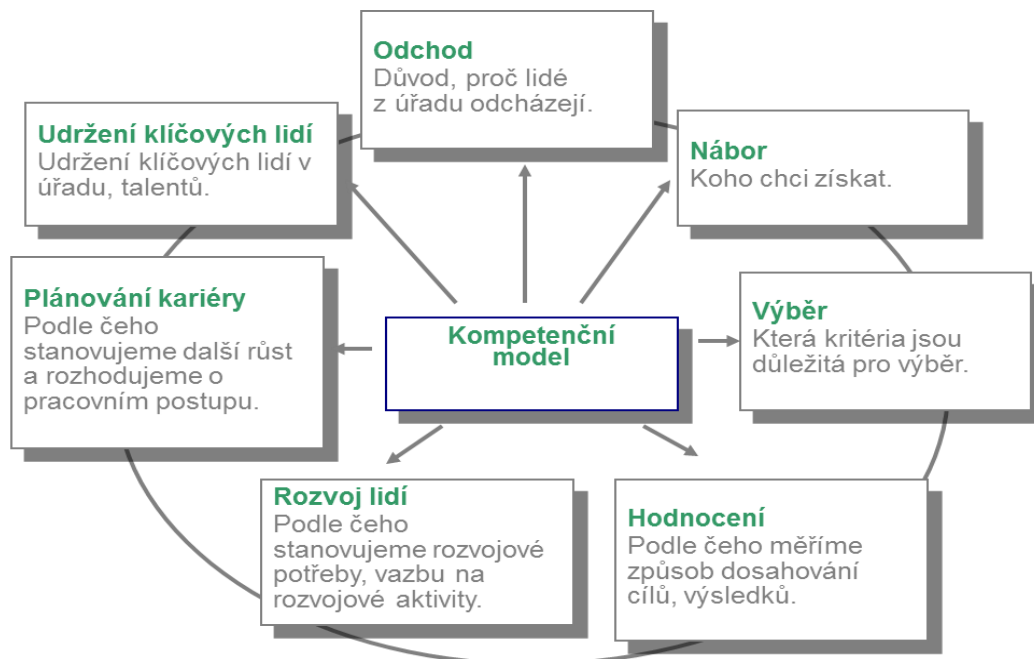 Odchod
Důvod, proč lidé
z úřadu odcházejí.
Udržení klíčových lidí
Udržení klíčových lidí v
úřadu, talentů.
Nábor
Koho chci získat.
Plánování kariéry
Podle čeho
stanovujeme další růst
a rozhodujeme o
pracovním postupu.
Kompetenční
model
Výběr
Která kritéria jsou
důležitá pro výběr.
Rozvoj lidí
Podle čeho
stanovujeme rozvojové
potřeby, vazbu na
rozvojové aktivity.
Hodnocení
Podle čeho měříme
způsob dosahování
cílů, výsledků.